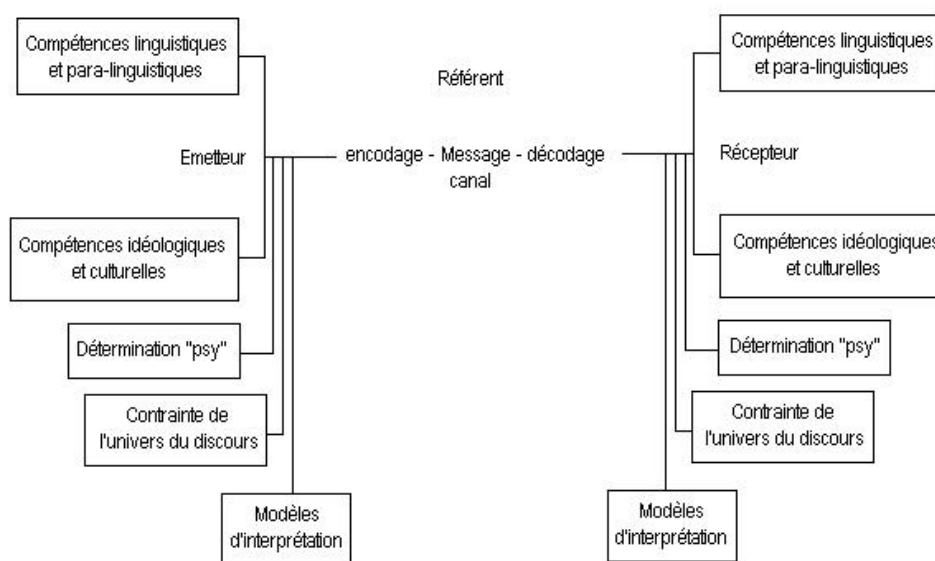 Compétences linguistiques
et para-linguistiques
Référent
Compétences linguistiques
et para-linguistiques
Emetteur
encodage - Message - décodage
canal
Récepteur
Compétences idéologiques
et culturelles
Compétences idéologiques
et culturelles
Détermination "psy"
Détermination "psy"
Contrainte de
l'univers du discours
Contrainte de
l'univers du discours
Modèles
d'interprétation
Modèles
d'interprétation